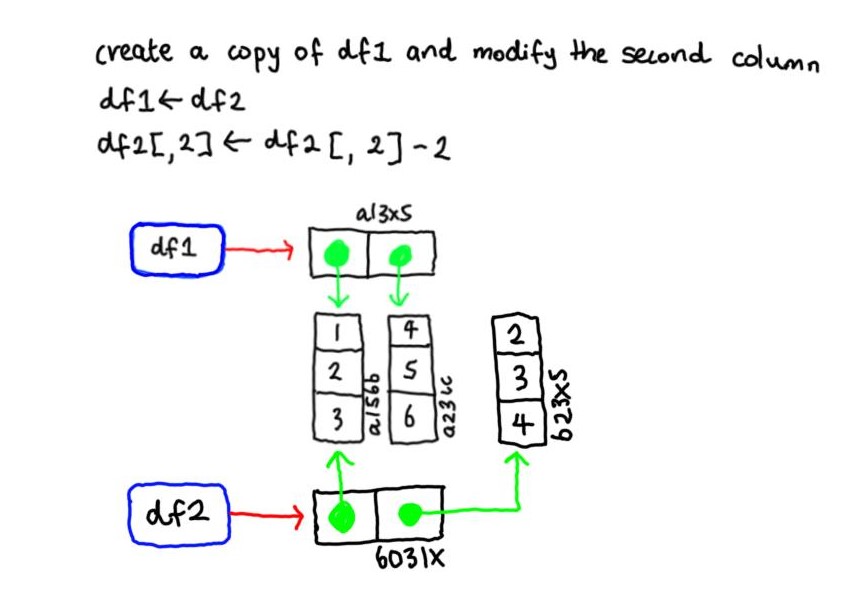 create a copy of df1 and modify the second column
df1 ← df2
df2[,2] ← df2[, 2] - 2
a13x5
df1
1 4 2
2 5 3
3 6 4
a156b
a231c
b23x5
df2
6031x